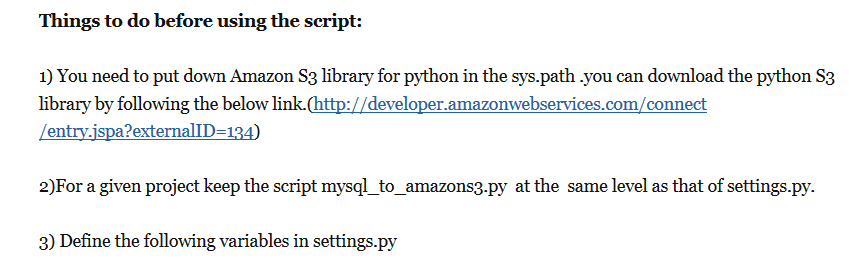 Things to do before using the script:
1) You need to put down Amazon S3 library for python in the sys.path .you can download the python S3
library by following the below link.(http://developer.amazonwebservices.com/connect
/entry.jspa?externalID=134)
2)For a given project keep the script mysql_to_amazons3.py  at the  same level as that of settings.py.
3) Define the following variables in settings.py